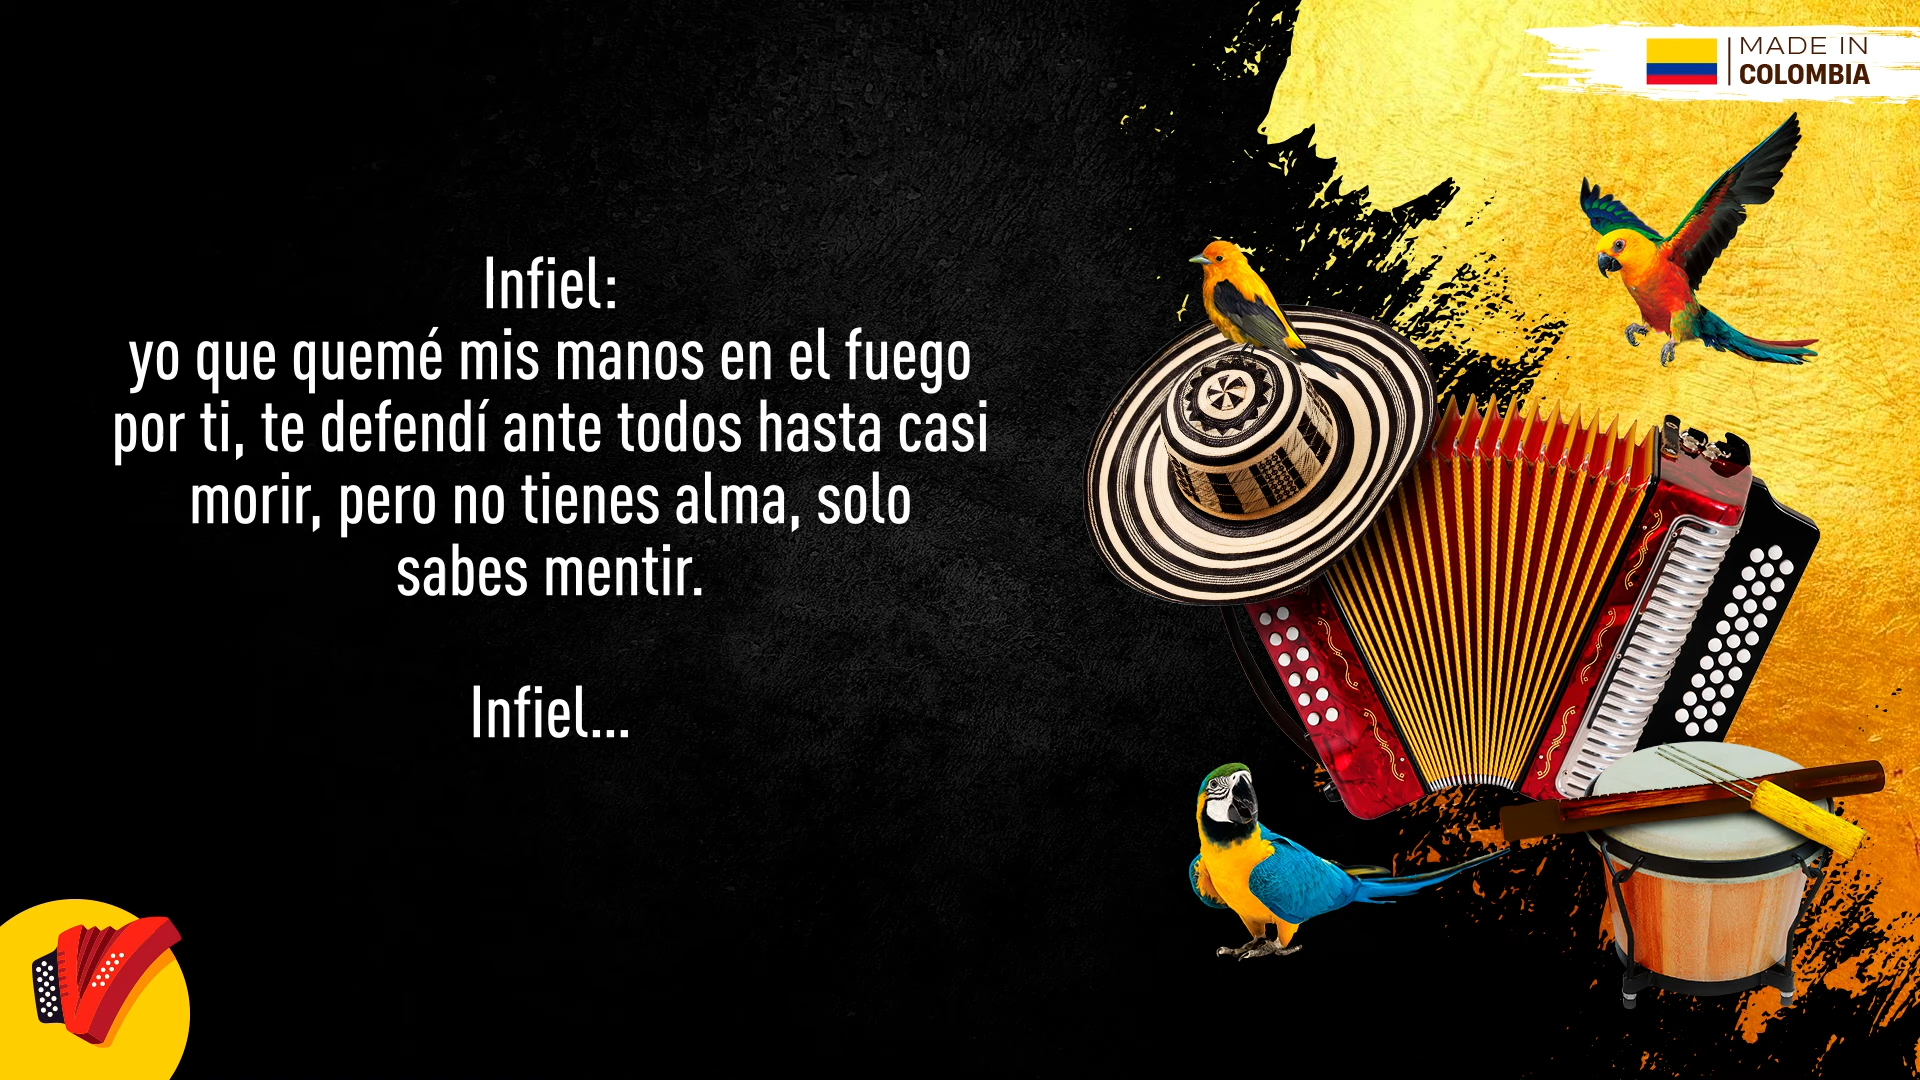 MADE IN
COLOMBIA
Infiel:
yo que quemé mis manos en el fuego
por ti, te defendí ante todos hasta casi
morir, pero no tienes alma, solo
sabes mentir.
Infiel...